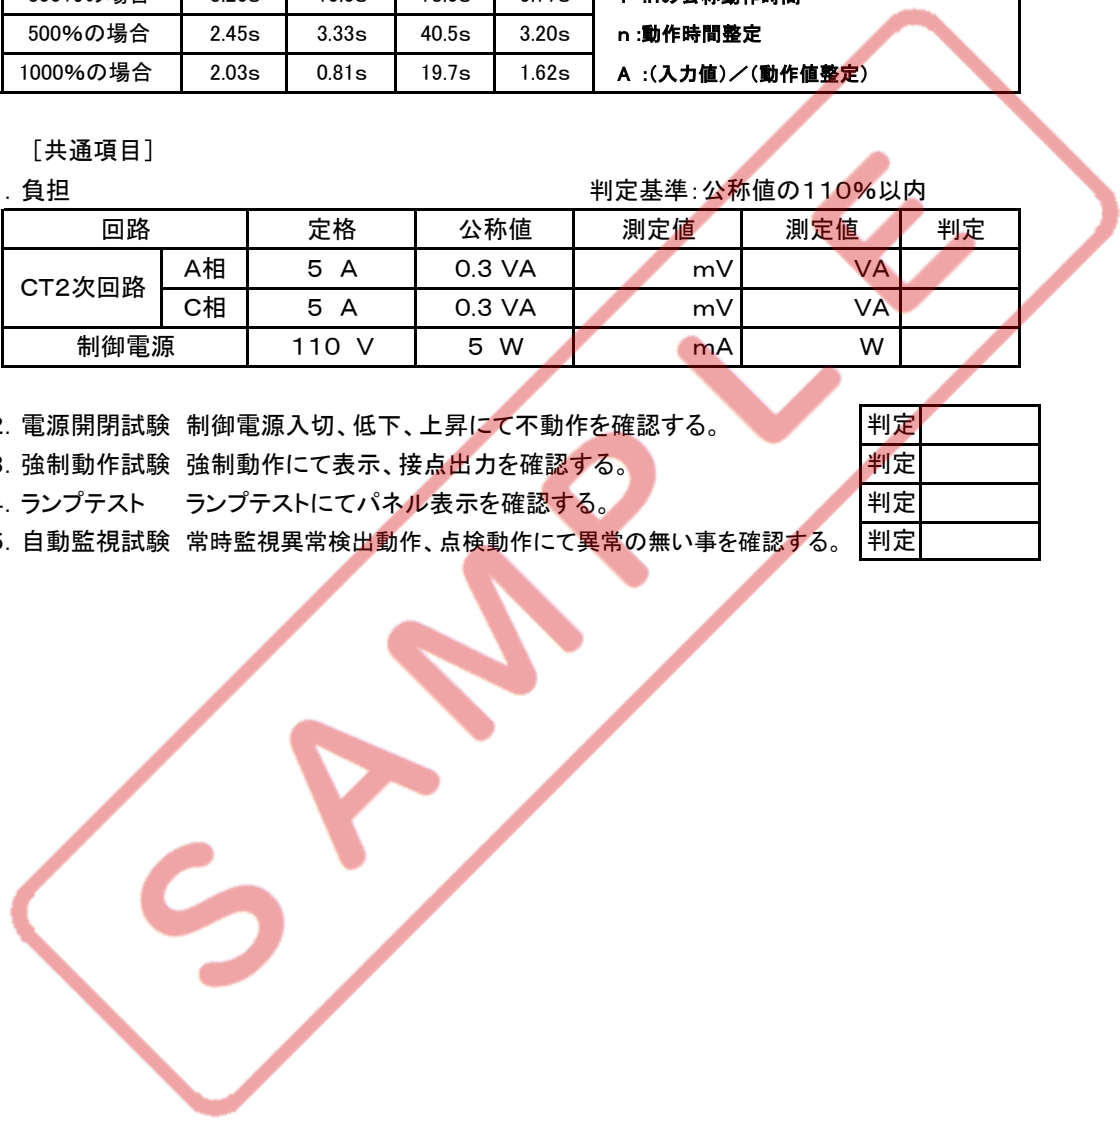 500%の場合 2.45s 3.33s 40.5s 3.20s n:動作時間整定
1000%の場合 2.03s 0.81s 19.7s 1.62s A :(入力値)/(動作値整定)
[共通項目]
. 負担 判定基準:公称値の110%以内
回路 定格 公称値 測定値 測定値 判定
CT2次回路 A相 5 A 0.3 VA mV VA
C相 5 A 0.3 VA mV VA
制御電源 110 V 5 W mA W
2. 電源開閉試験 制御電源入切、低下、上昇にて不動作を確認する。 判定
3. 強制動作試験 強制動作にて表示、接点出力を確認する。 判定
4. ランプテスト ランプテストにてパネル表示を確認する。 判定
5. 自動監視試験 常時監視異常検出動作、点検動作にて異常の無い事を確認する。 判定
SAMPLE